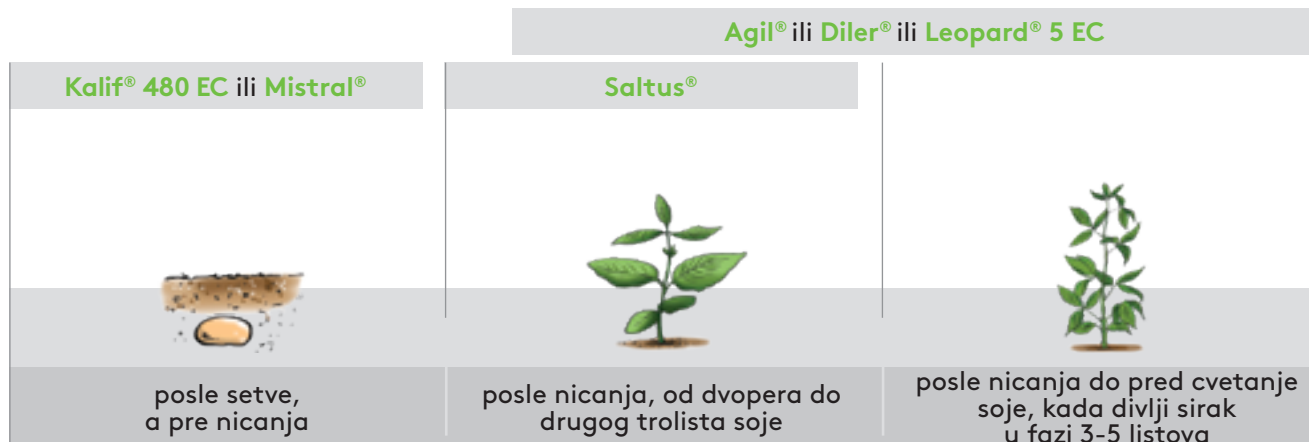 Agil® ili Diler® ili Leopard® 5 EC
Kalif® 480 EC ili Mistral®
Saltus®
posle setve,
a pre nicanja
posle nicanja, od dvopera do
drugog trolista soje
posle nicanja do pred cvetanje
soje, kada divlji sirak
u fazi 3-5 listova